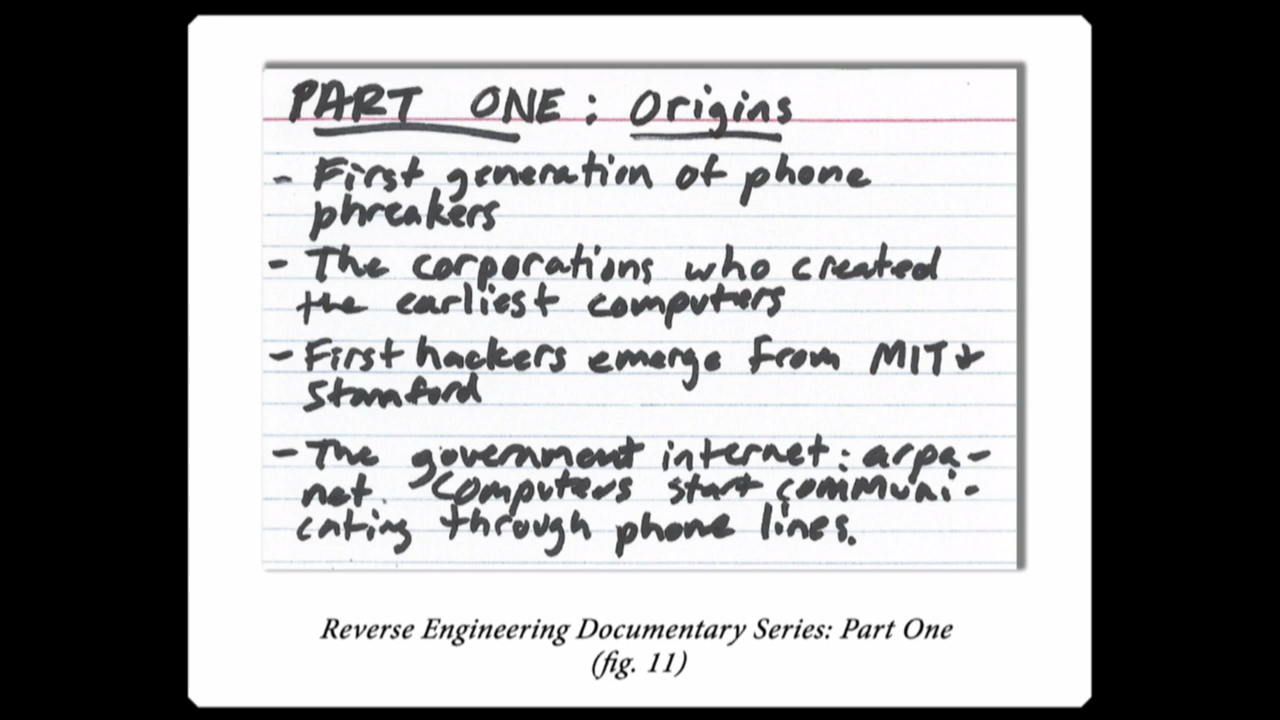 PART ONE: Origins
- First generation of phone
phreakers
- The corporations who created
the earliest computers
- First hackers emerge from MIT &
Stanford
- The government internet: arpa-
net. Computers start communi-
cating through phone lines.
Reverse Engineering Documentary Series: Part One
(fig. 11)